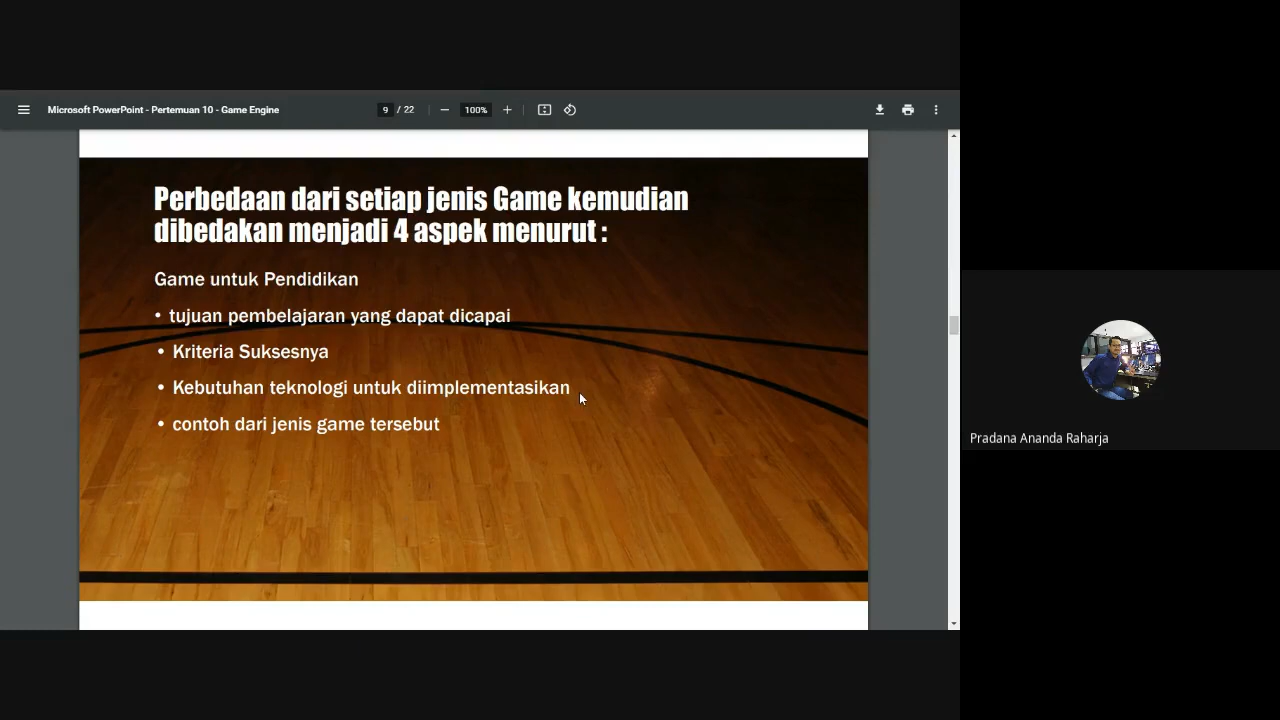 Microsoft PowerPoint - Pertemuan 10 - Game Engine
9 / 22
100%
Perbedaan dari setiap jenis Game kemudian
dibedakan menjadi 4 aspek menurut :
Game untuk Pendidikan
• tujuan pembelajaran yang dapat dicapai
• Kriteria Suksesnya
• Kebutuhan teknologi untuk diimplementasikan
• contoh dari jenis game tersebut
Pradana Ananda Raharja